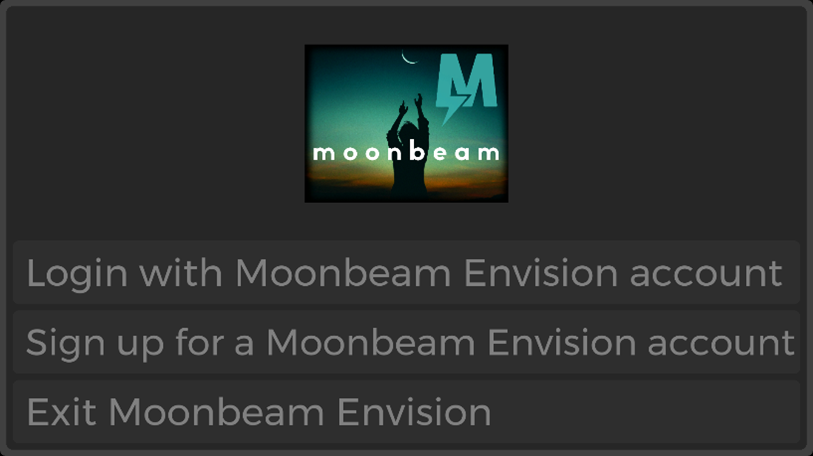 M
moonbeam
Login with Moonbeam Envision account
Sign up for a Moonbeam Envision account
Exit Moonbeam Envision